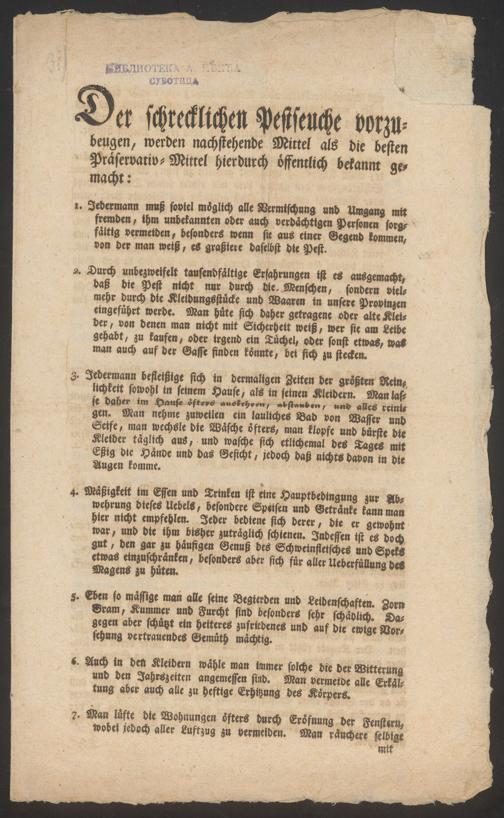 БИБЛИОТЕКА
СУБОТИЦА
Der schrecklichen Pestseuche vorzu=
beugen, werden nachstehende Mittel als die besten
Präservativ=Mittel hierdurch öffentlich bekannt ge=
macht:
1. Jedermann muß soviel möglich alle Vermischung und Umgang mit
fremden, ihm unbekannten oder auch verdächtigen Personen sorg=
fältig vermeiden, besonders wenn sie aus einer Gegend kommen,
von der man weiß, es graßiere daselbst die Pest.
2. Durch unbezweifelt tausendfältige Erfahrungen ist es ausgemacht,
daß die Pest nicht nur durch die Menschen, sondern viel=
mehr durch die Kleidungsstücke und Waaren in unsere Provinzen
eingeführt werde. Man hüte sich daher getragene oder alte Klei=
der, von denen man nicht mit Sicherheit weiß, wer sie am Leibe
gehabt, zu kaufen, oder irgend ein Tüchel, oder sonst etwas, was
man auch auf der Gasse finden könnte, bei sich zu stecken.
3. Jedermann befleißige sich in dermaligen Zeiten der größten Rein=
lichkeit sowohl in seinem Hause, als in seinen Kleidern. Man las=
se daher im Hause öfters auskehren, abstauben, und alles reini=
gen. Man nehme zuweilen ein lauliches Bad von Wasser und
Seife, man wechsle die Wäsche öfters, man klopfe und bürste die
Kleider täglich aus, und wasche sich etlichemal des Tages mit
Eßig die Hände und das Gesicht, jedoch daß nichts davon in die
Augen komme.
4. Mäßigkeit im Essen und Trinken ist eine Hauptbedingung zur Ab=
wehrung dieses Uebels, besondere Speisen und Getränke kann man
hier nicht empfehlen. Jeder bediene sich derer, die er gewohnt
war, und die ihm bisher zuträglich schienen. Indessen ist es doch
gut, den gar zu häufigen Genuß des Schweinfleisches und Speks
etwas einzuschränken, besonders aber sich für aller Ueberfüllung des
Magens zu hüten.
5. Eben so mässige man alle seine Begierden und Leidenschaften. Zorn
Gram, Kummer und Furcht sind besonders sehr schädlich. Da=
gegen aber schützt ein heiteres zufriedenes und auf die ewige Vor=
sehung vertrauendes Gemüth mächtig.
6. Auch in den Kleidern wähle man immer solche die der Witterung
und den Jahrszeiten angemessen sind. Man vermeide alle Erkäl=
tung aber auch alle zu heftige Erhitzung des Körpers.
7. Man lüfte die Wohnungen öfters durch Eröfnung der Fenstern,
wobei jedoch aller Luftzug zu vermeiden. Man räuchere selbige
mit